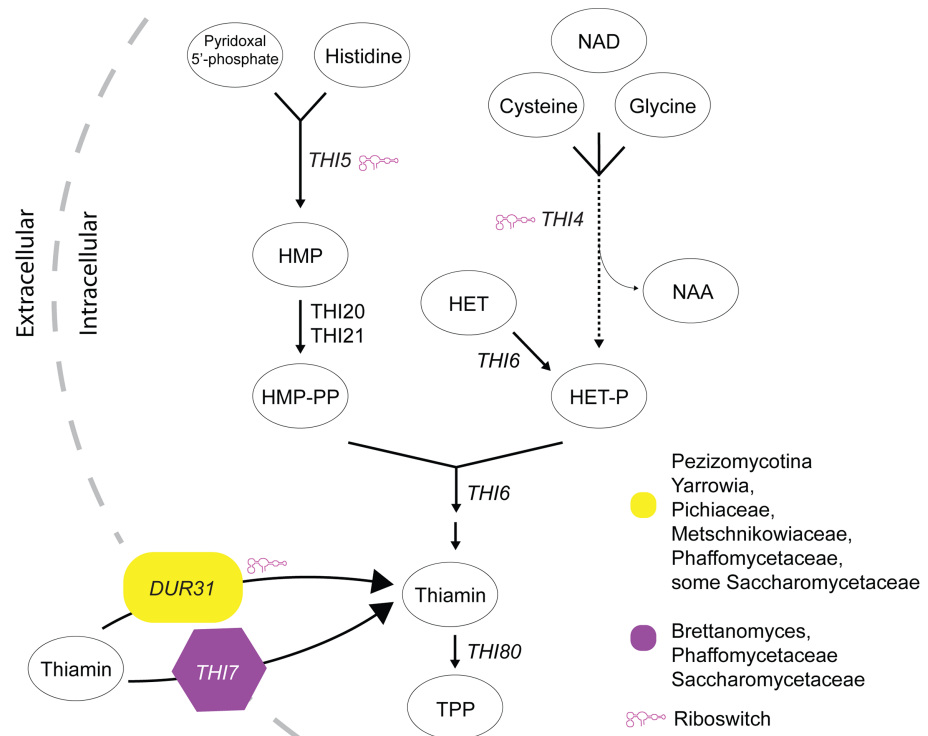 Pyridoxal
5'-phosphate
Histidine
NAD
Cysteine
Glycine
THI5
THI4
HMP
NAA
HET
THI20
THI21
THI6
HMP-PP
HET-P
Extracellular
Intracellular
THI6
DUR31
Thiamin
THI7
Thiamin
THI80
TPP
Pezizomycotina
Yarrowia,
Pichiaceae,
Metschnikowiaceae,
Phaffomycetaceae,
some Saccharomycetaceae
Brettanomyces,
Phaffomycetaceae
Saccharomycetaceae
Riboswitch